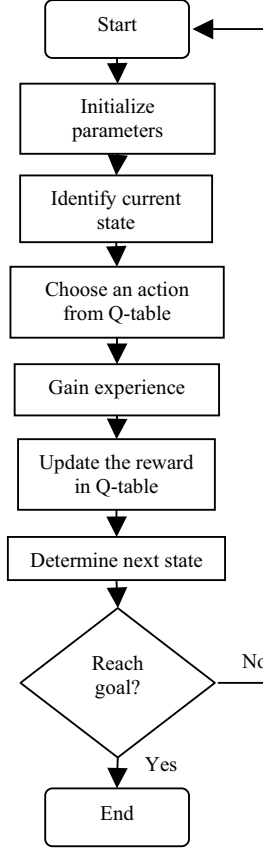 Start
Initialize
parameters
Identify current
state
Choose an action
from Q-table
Gain experience
Update the reward
in Q-table
Determine next state
Reach
goal?
No
Yes
End